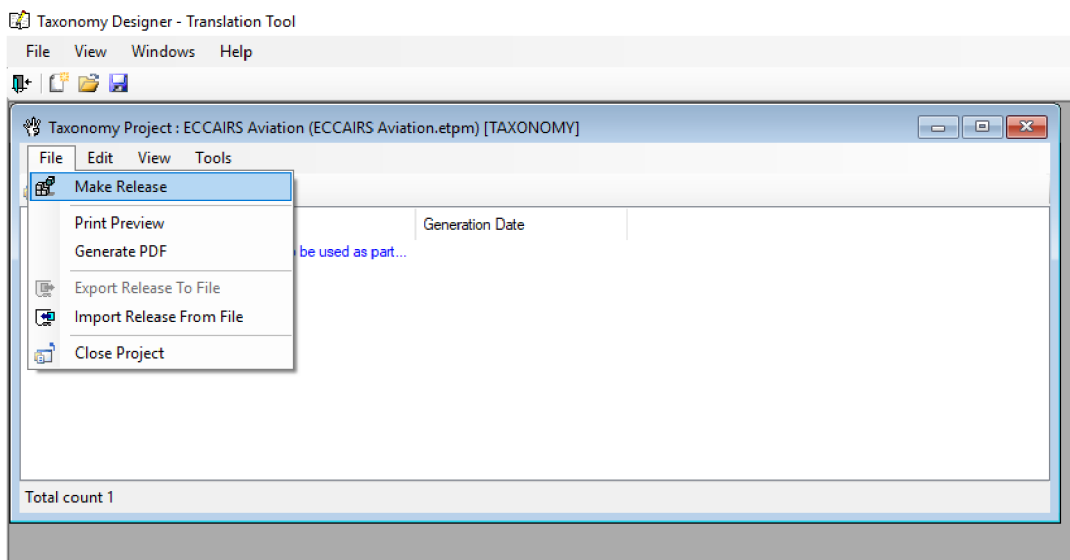 Taxonomy Designer - Translation Tool
File View Windows Help
Taxonomy Project : ECCAIRS Aviation (ECCAIRS Aviation.etpm) [TAXONOMY]
File Edit View Tools
Make Release
Print Preview
Generation Date
Generate PDF
be used as part...
Export Release To File
Import Release From File
Close Project
Total count 1